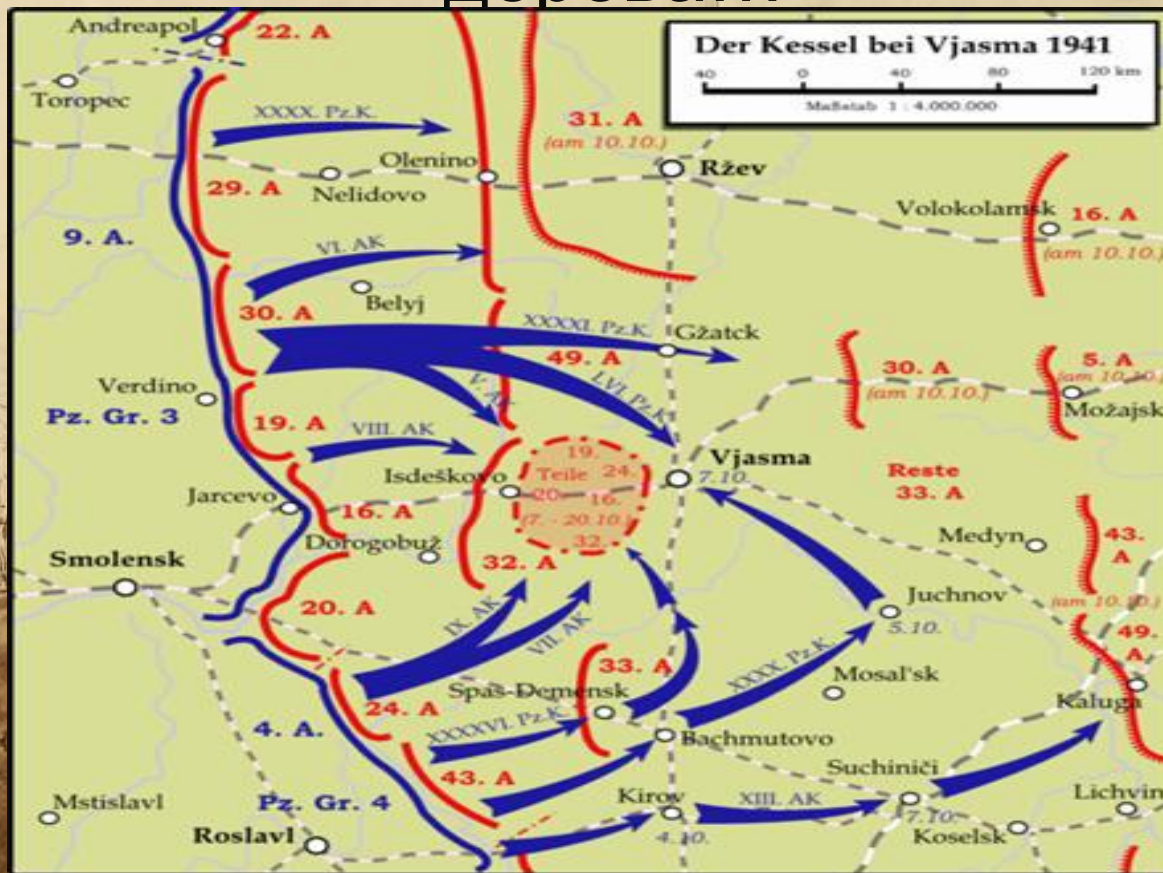 Der Kessel bei Vjasma 1941
40 0 40 80 120 km
Maßstab 1 : 4.000.000
Andreapol
22. A
Toropec
XXXX. Pz.K.
31. A
(am 10.10.)
Olenino
Ržev
29. A
Nelidovo
Volokolamsk
16. A
(am 10.10.)
9. A.
VI. AK
Belyj
30. A
XXXXI. Pz.K.
Gžatck
49. A
30. A
(am 10.10.)
5. A
(am 10.10.)
Možajsk
Verdino
Pz. Gr. 3
V. AK
LVI. Pz.K.
19. A
VIII. AK
Vjasma
7.10.
Isdeškovo
19.
Teile 24.
20. 16.
(7. - 20.10.)
32.
Reste
33. A
Jarcevo
16. A
Dorogobuž
Medyn
43.
A
(am 10.10.)
Smolensk
32. A
20. A
Juchnov
5.10.
IX. AK
VII. AK
49.
A
33. A
XXXX. Pz.K.
Mosal'sk
Spas-Demensk
Kaluga
24. A
4. A.
XXXXVI. Pz.K.
Bachmutovo
43. A
Suchiniči
Mstislavl
Pz. Gr. 4
Kirov
4.10.
XIII. AK
7.10.
Lichvin
Roslavl
Koselsk